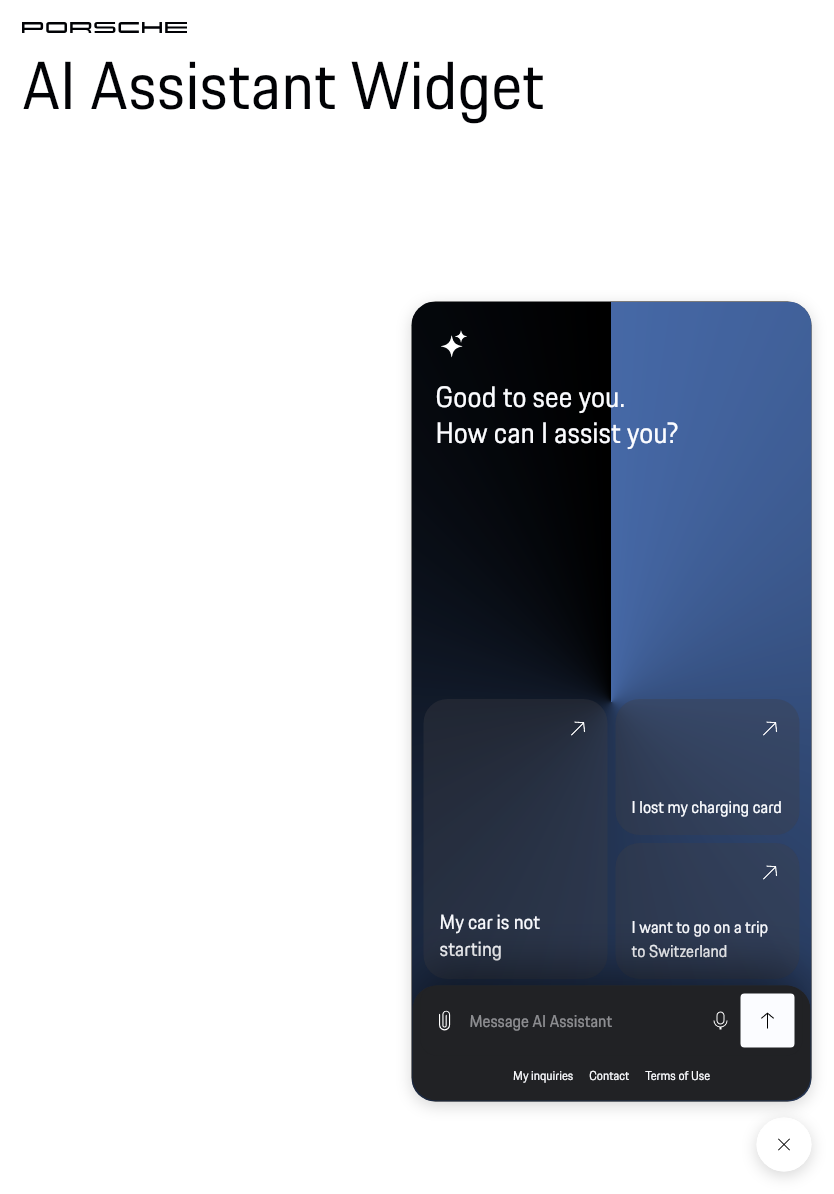 PORSCHE
AI Assistant Widget
Good to see you.
How can I assist you?
I lost my charging card
My car is not
starting
I want to go on a trip
to Switzerland
Message AI Assistant
My inquiries Contact Terms of Use